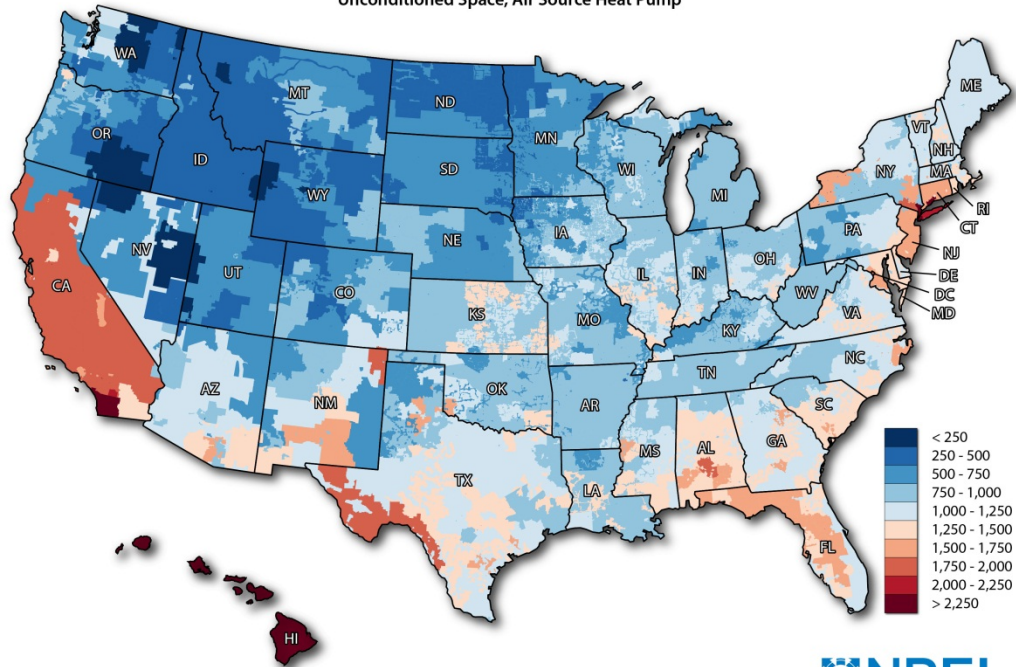 Unconditioned Space, Air Source Heat Pump
WA
MT
ND
MN
ME
OR
ID
WY
SD
WI
MI
NY
VT
NH
MA
RI
CT
NV
UT
CO
NE
IA
IL
IN
OH
PA
NJ
DE
DC
MD
CA
KS
MO
KY
WV
VA
AZ
NM
OK
AR
TN
NC
SC
TX
LA
MS
AL
GA
FL
HI
< 250
250 - 500
500 - 750
750 - 1,000
1,000 - 1,250
1,250 - 1,500
1,500 - 1,750
1,750 - 2,000
2,000 - 2,250
> 2,250
NREL